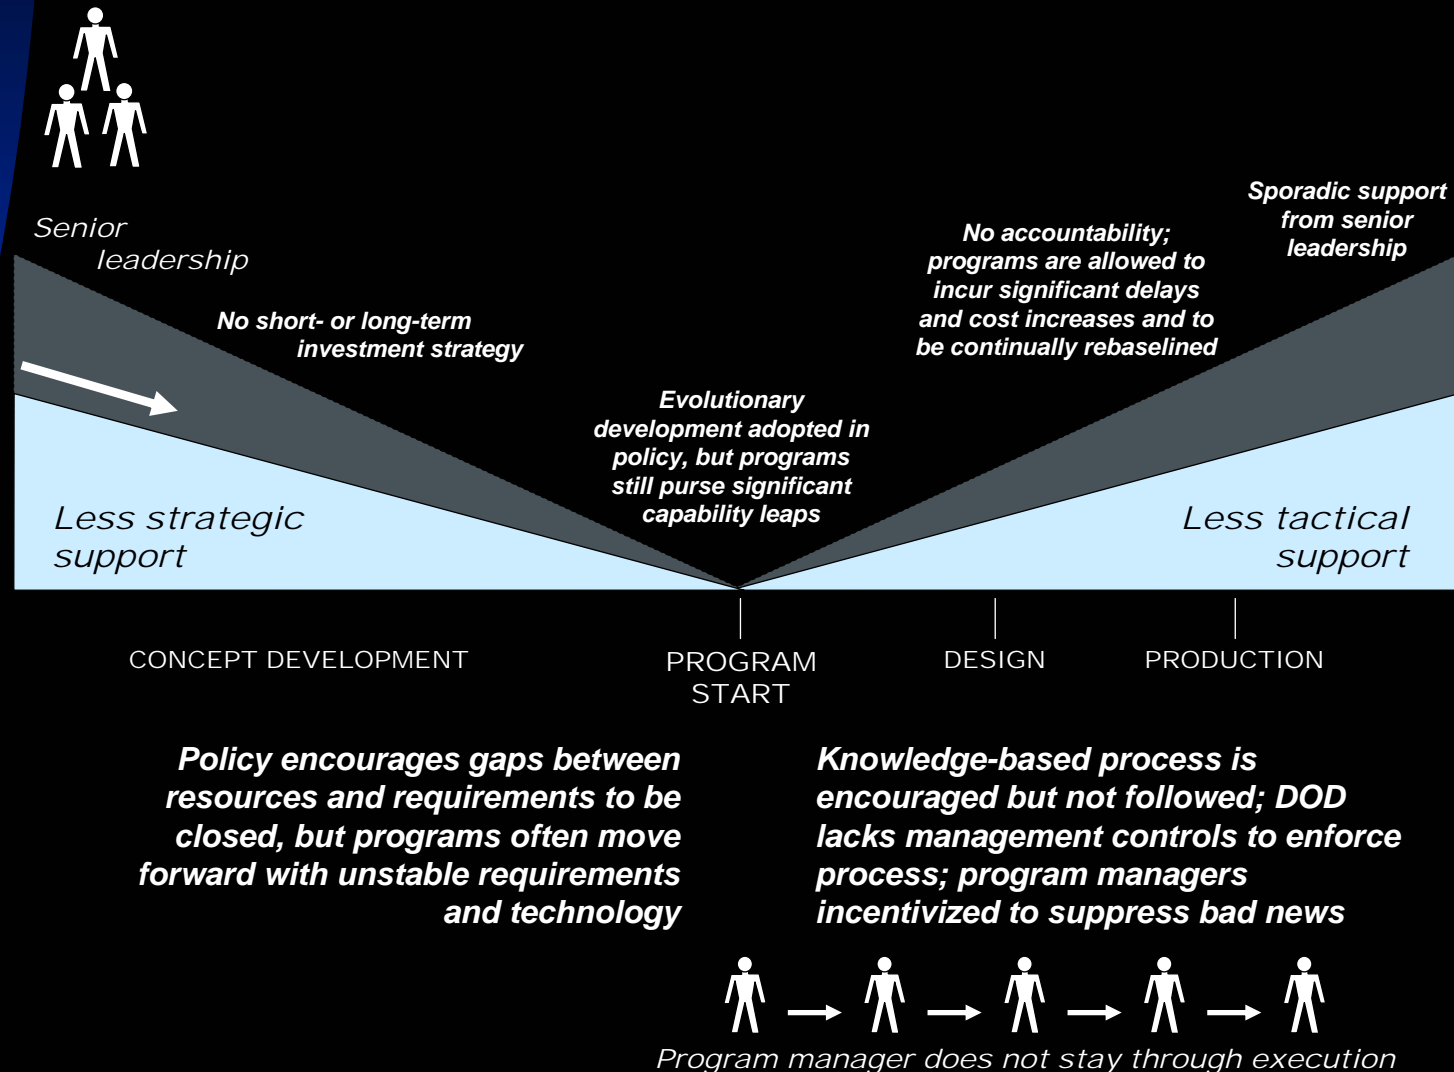 Senior
leadership
No short- or long-term
investment strategy
Evolutionary
development adopted in
policy, but programs
still purse significant
capability leaps
No accountability;
programs are allowed to
incur significant delays
and cost increases and to
be continually rebaselined
Sporadic support
from senior
leadership
Less strategic
support
Less tactical
support
CONCEPT DEVELOPMENT
PROGRAM
START
DESIGN
PRODUCTION
Policy encourages gaps between
resources and requirements to be
closed, but programs often move
forward with unstable requirements
and technology
Knowledge-based process is
encouraged but not followed; DOD
lacks management controls to enforce
process; program managers
incentivized to suppress bad news
Program manager does not stay through execution